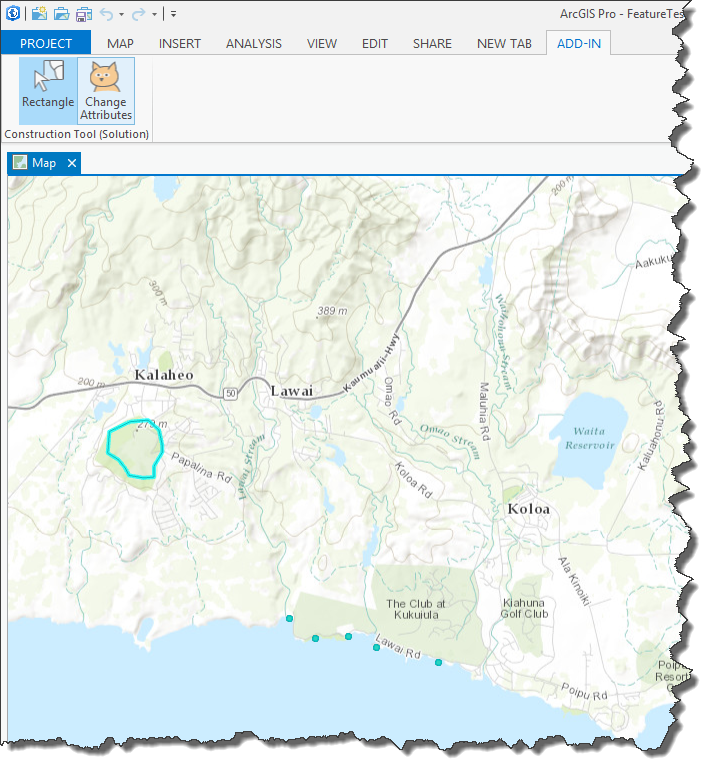 ArcGIS Pro - FeatureTes
PROJECT MAP INSERT ANALYSIS VIEW EDIT SHARE NEW TAB ADD-IN
Rectangle
Change
Attributes
Construction Tool (Solution)
Map
200 m
Aakuku
300 m
389 m
Waihohonu Stream
Kaumualii-Hwy
200 m
Kalaheo
50
Lawai
Omao Rd
Maluhia Rd
Kaluahonu Rd
279 m
Omao Stream
Waita
Reservoir
Lawai Stream
Papalina Rd
Koloa Rd
Koloa
Ala Kinoiki
The Club at
Kukuiula
Kiahuna
Golf Club
Lawai Rd
Poipu
Resor
Poipu Rd